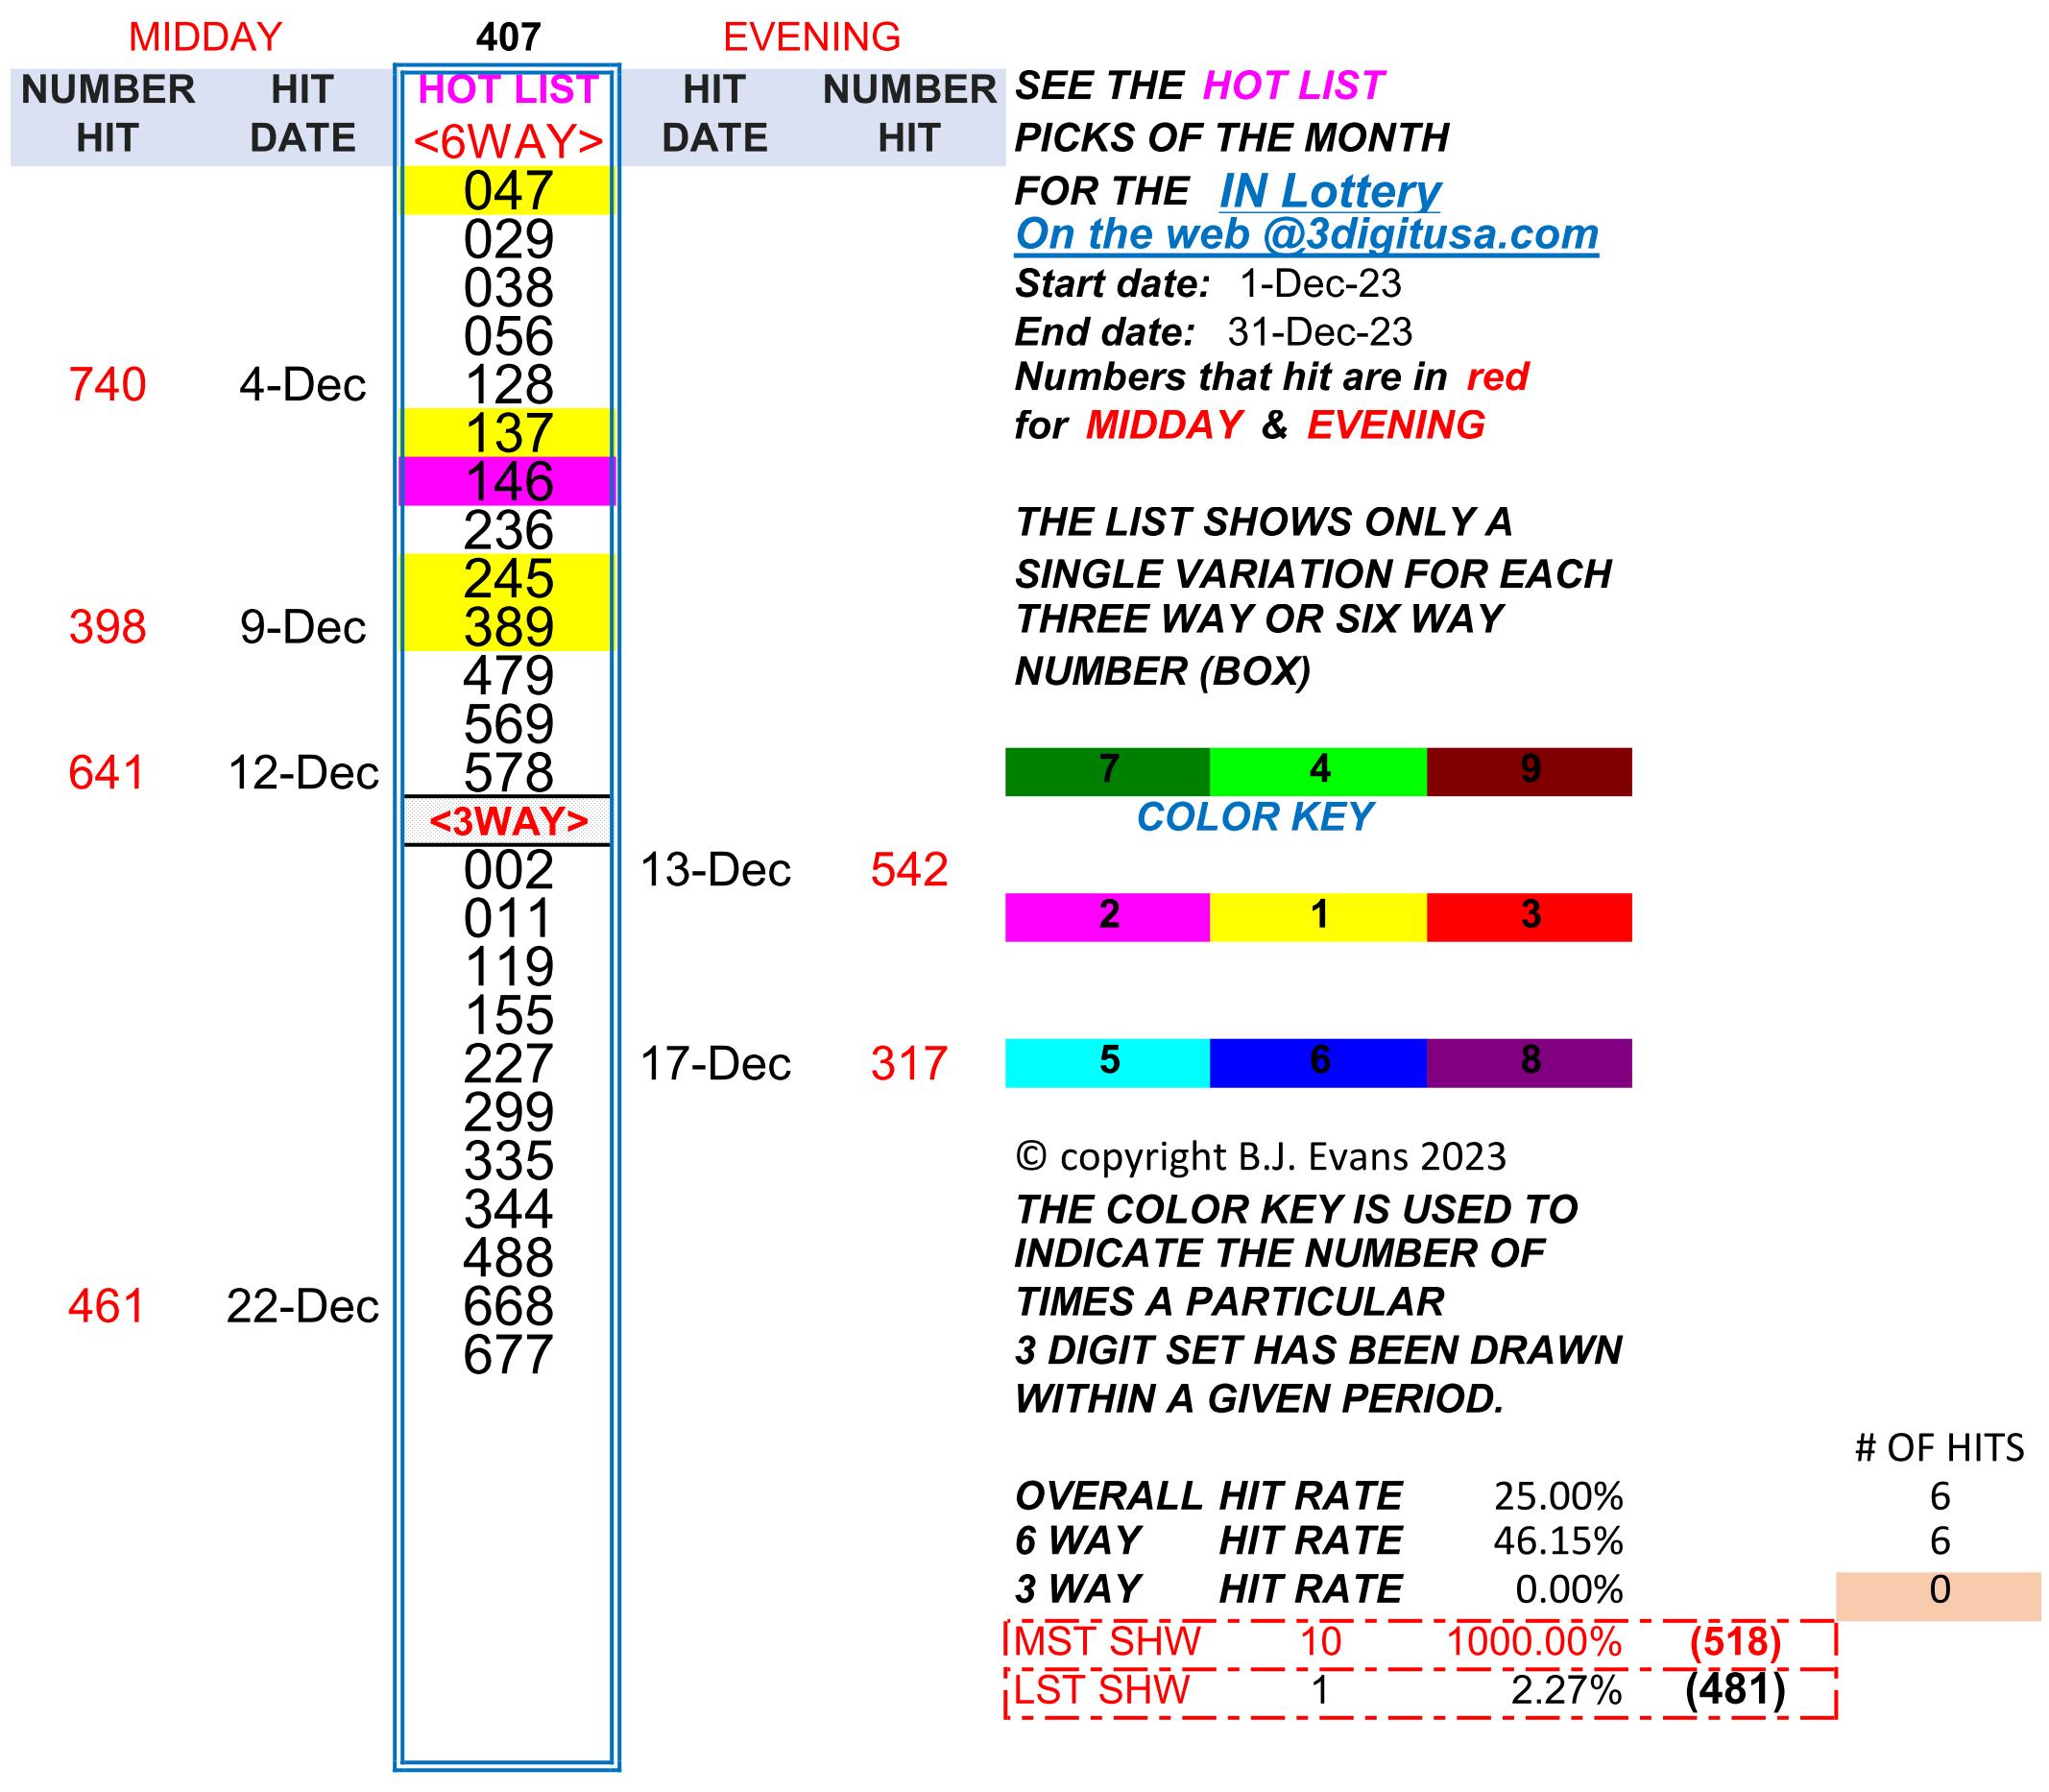 MIDDAY 407 EVENING
NUMBER HIT HOT LIST HIT NUMBER SEE THE HOT LIST
HIT DATE <6WAY> DATE HIT PICKS OF THE MONTH
047 FOR THE IN Lottery
029 On the web @3digitusa.com
038 Start date: 1-Dec-23
056 End date: 31-Dec-23
740 4-Dec 128 Numbers that hit are in red
137 for MIDDAY & EVENING
146
236 THE LIST SHOWS ONLY A
245 SINGLE VARIATION FOR EACH
398 9-Dec 389 THREE WAY OR SIX WAY
479 NUMBER (BOX)
569
641 12-Dec 578 7 4 9
<3WAY> COLOR KEY
002 13-Dec 542
011 2 1 3
119
155
227 17-Dec 317 5 6 8
299
335 © copyright B.J. Evans 2023
344 THE COLOR KEY IS USED TO
488 INDICATE THE NUMBER OF
461 22-Dec 668 TIMES A PARTICULAR
677 3 DIGIT SET HAS BEEN DRAWN
WITHIN A GIVEN PERIOD.
# OF HITS
OVERALL HIT RATE 25.00% 6
6 WAY HIT RATE 46.15% 6
3 WAY HIT RATE 0.00% 0
MST SHW 10 1000.00% (518)
LST SHW 1 2.27% (481)